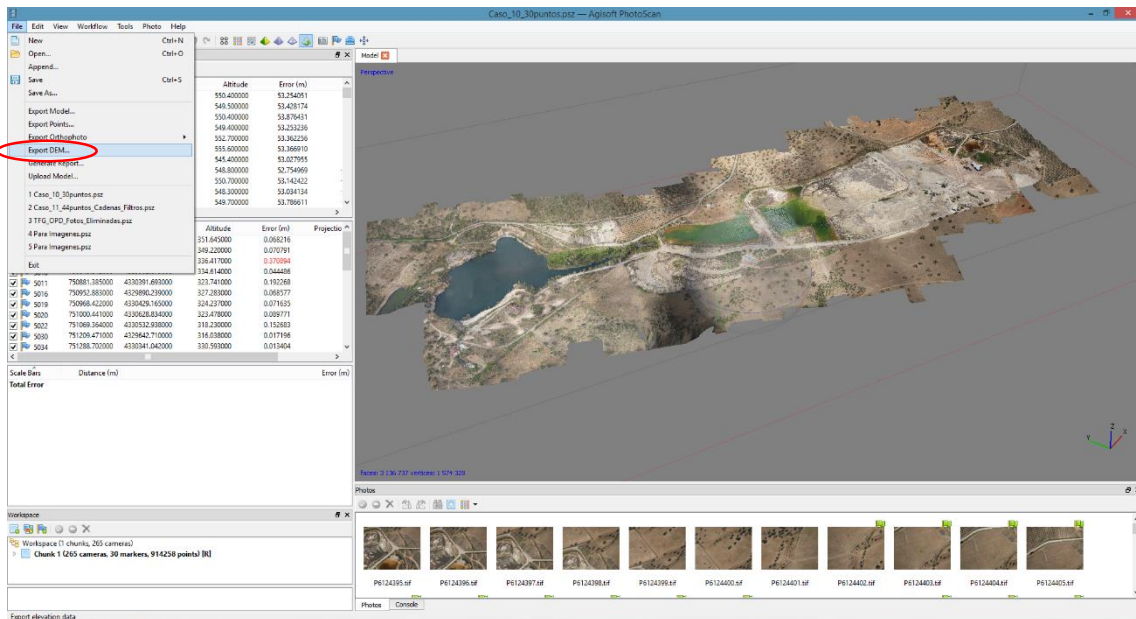 Caso_10_30puntos.psz — Agisoft PhotoScan
File Edit View Workflow Tools Photo Help
New Ctrl+N
Open... Ctrl+O
Append...
Save Ctrl+S
Save As...
Export Model...
Export Points...
Export Orthophoto
Export DEM...
Generate Report...
Upload Model...
1 Caso_10_30puntos.psz
2 Caso_11_44puntos_Cadenas_Filtros.psz
3 TFG_OPD_Fotos_Eliminadas.psz
4 Para Imagenes.psz
5 Para Imagenes.psz
Exit
Altitude Error (m)
550.400000 53.254051
549.500000 53.428174
550.400000 53.876431
549.400000 53.253236
552.700000 53.362256
555.600000 53.366910
545.400000 53.027955
548.800000 52.754969
550.700000 53.142422
548.300000 53.034134
549.700000 53.786611
Altitude Error (m) Projectio
351.645000 0.068216
349.220000 0.070791
336.417000 0.370894
334.614000 0.044486
5011 750881.385000 4330391.693000 323.741000 0.192268
5016 750952.883000 4329890.239000 327.283000 0.068577
5019 750968.422000 4330429.165000 324.237000 0.071635
5020 751000.441000 4330628.834000 323.478000 0.089771
5022 751069.364000 4330532.938000 318.230000 0.152683
5030 751209.471000 4329642.710000 316.038000 0.017196
5034 751288.702000 4330341.042000 330.593000 0.013404
Scale Bars Distance (m) Error (m)
Total Error
Workspace
Workspace (1 chunks, 265 cameras)
Chunk 1 (265 cameras, 30 markers, 914258 points) [R]
Export elevation data
Model
Perspective
Faces: 3 136 737 vertices: 1 574 328
Z
Y
X
Photos
P6124395.tif P6124396.tif P6124397.tif P6124398.tif P6124399.tif P6124400.tif P6124401.tif P6124402.tif P6124403.tif P6124404.tif P6124405.tif
Photos Console